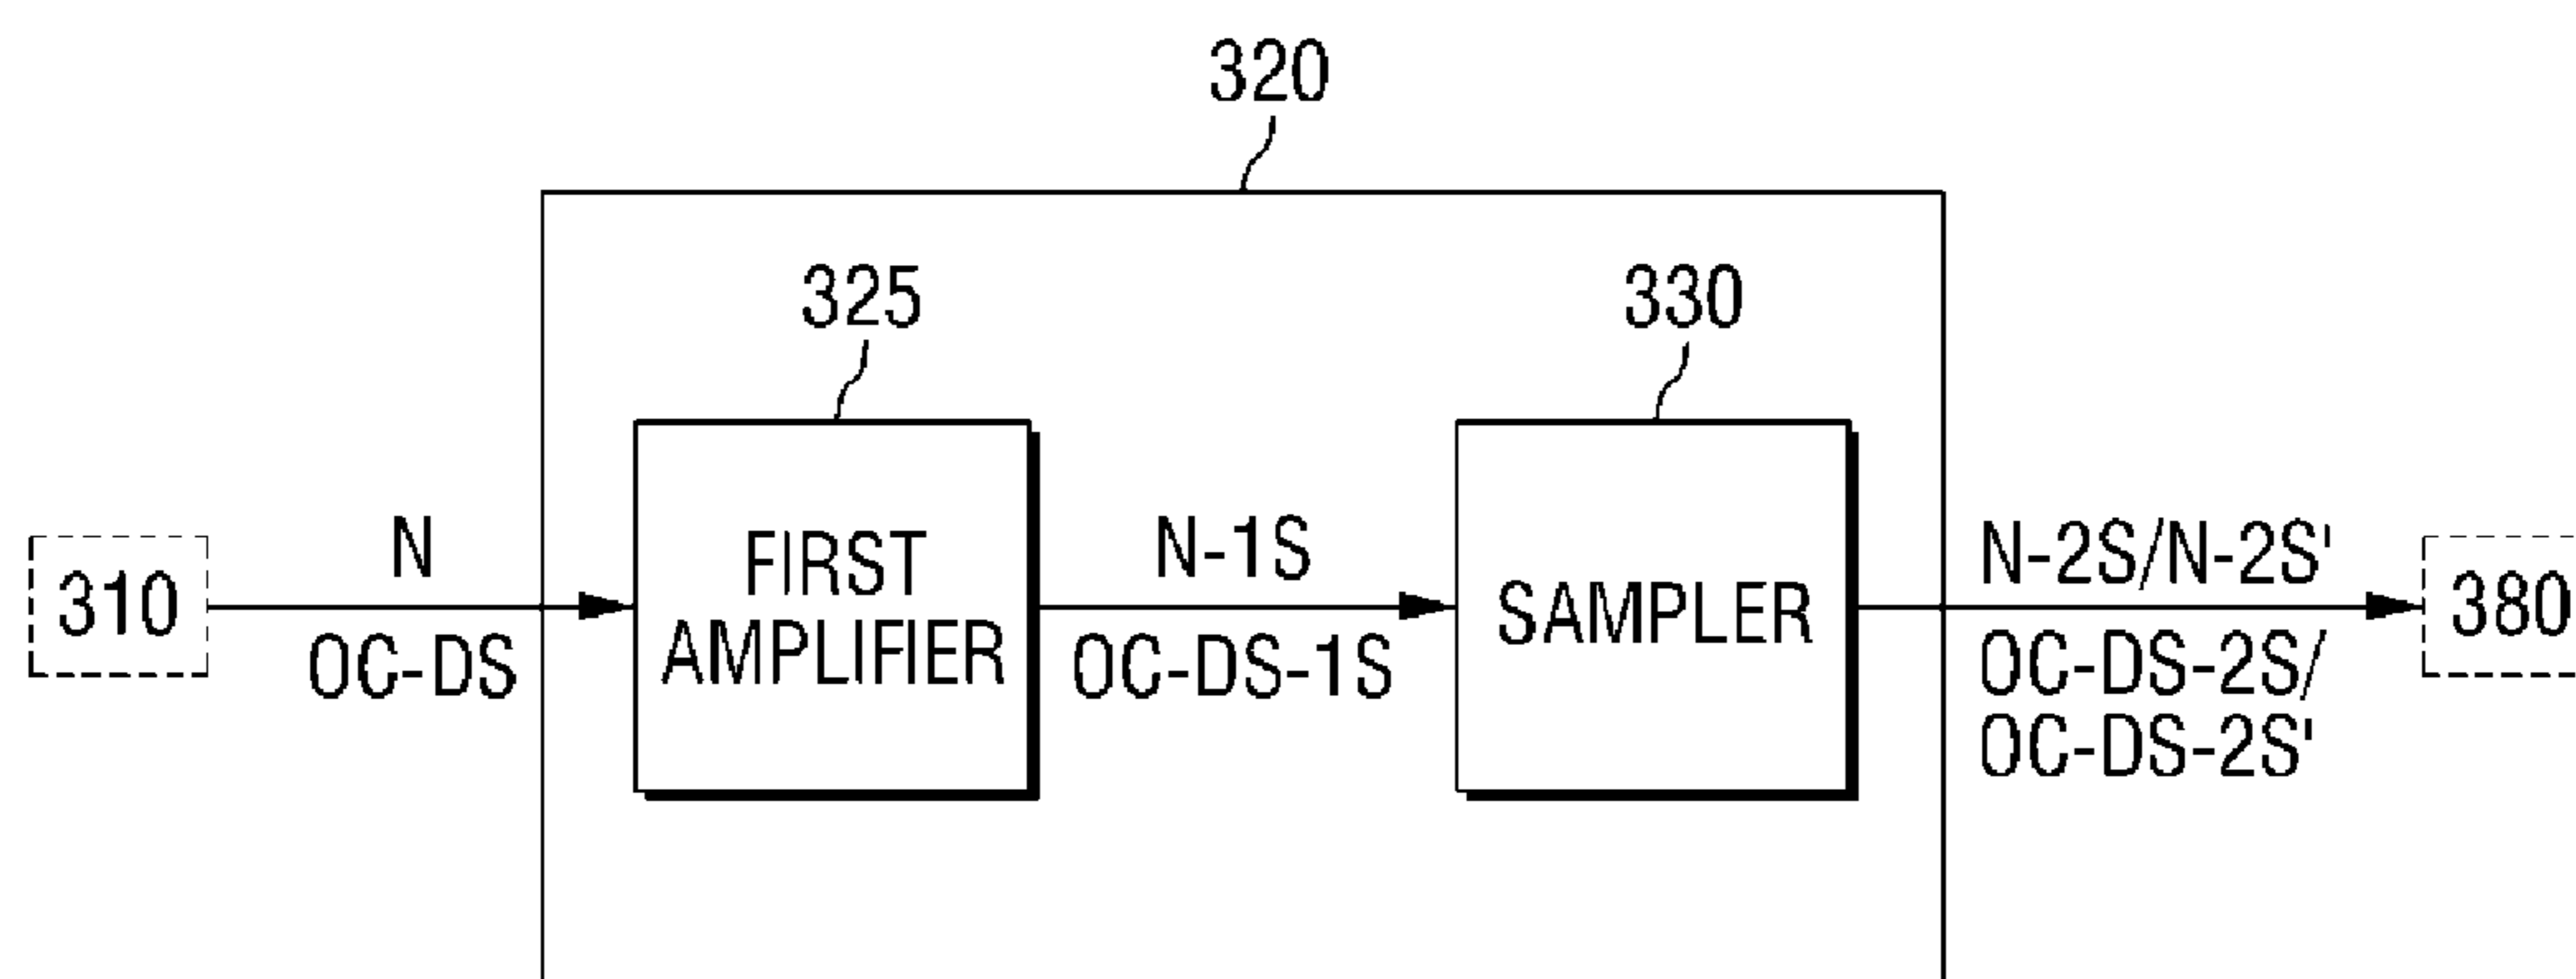 320
325
330
310
N
OC-DS
FIRST
AMPLIFIER
N-1S
OC-DS-1S
SAMPLER
N-2S/N-2S'
OC-DS-2S/
OC-DS-2S'
380